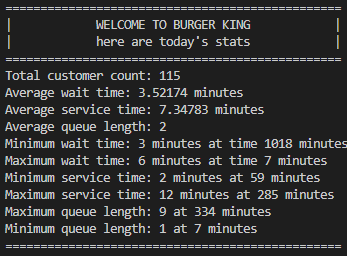 ==================================================
|            WELCOME TO BURGER KING            |
|            here are today's stats            |
==================================================
Total customer count: 115
Average wait time: 3.52174 minutes
Average service time: 7.34783 minutes
Average queue length: 2
Minimum wait time: 3 minutes at time 1018 minutes
Maximum wait time: 6 minutes at time 7 minutes
Minimum service time: 2 minutes at 59 minutes
Maximum service time: 12 minutes at 285 minutes
Maximum queue length: 9 at 334 minutes
Minimum queue length: 1 at 7 minutes
==================================================